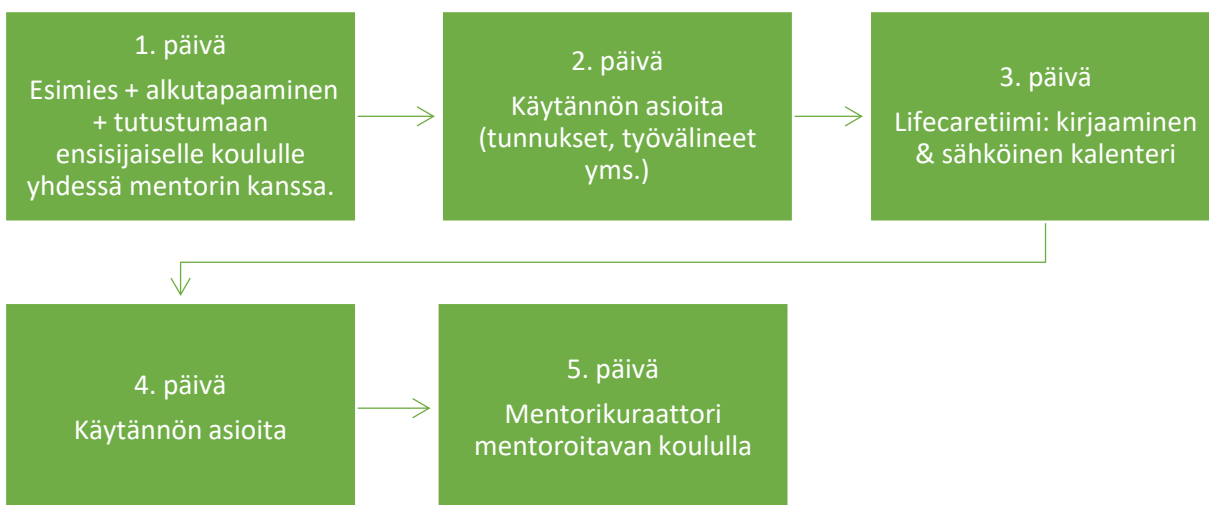 1. päivä
Esimies + alkutapaaminen
+ tutustumaan
ensisijaiselle koululle
yhdessä mentorin kanssa.
2. päivä
Käytännön asioita
(tunnukset, työvälineet
yms.)
3. päivä
Lifecaretiimi: kirjaaminen
& sähköinen kalenteri
4. päivä
Käytännön asioita
5. päivä
Mentorikuraattori
mentoroitavan koululla